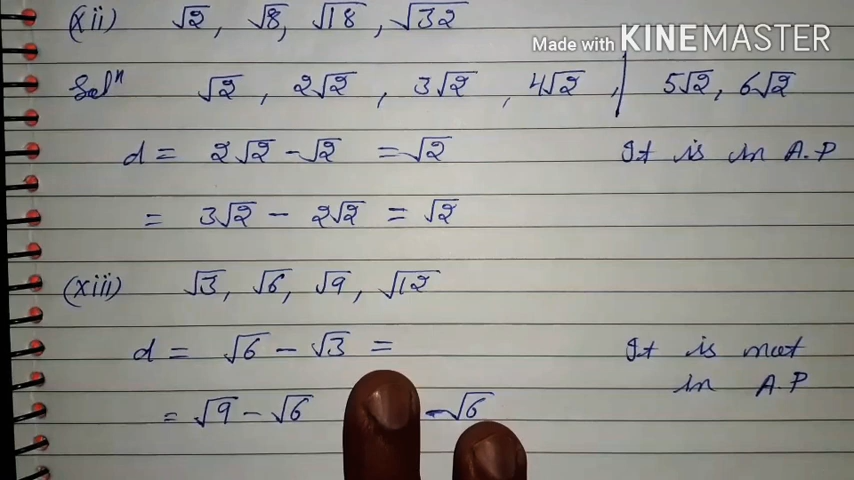 (xii) √2, √8, √18, √32
Made with KINEMASTER
Solⁿ √2, 2√2, 3√2, 4√2, | 5√2, 6√2
d = 2√2 - √2 = √2 It is in A.P
= 3√2 - 2√2 = √2
(xiii) √3, √6, √9, √12
d = √6 - √3 = It is not
in A.P
= √9 - √6 - √6